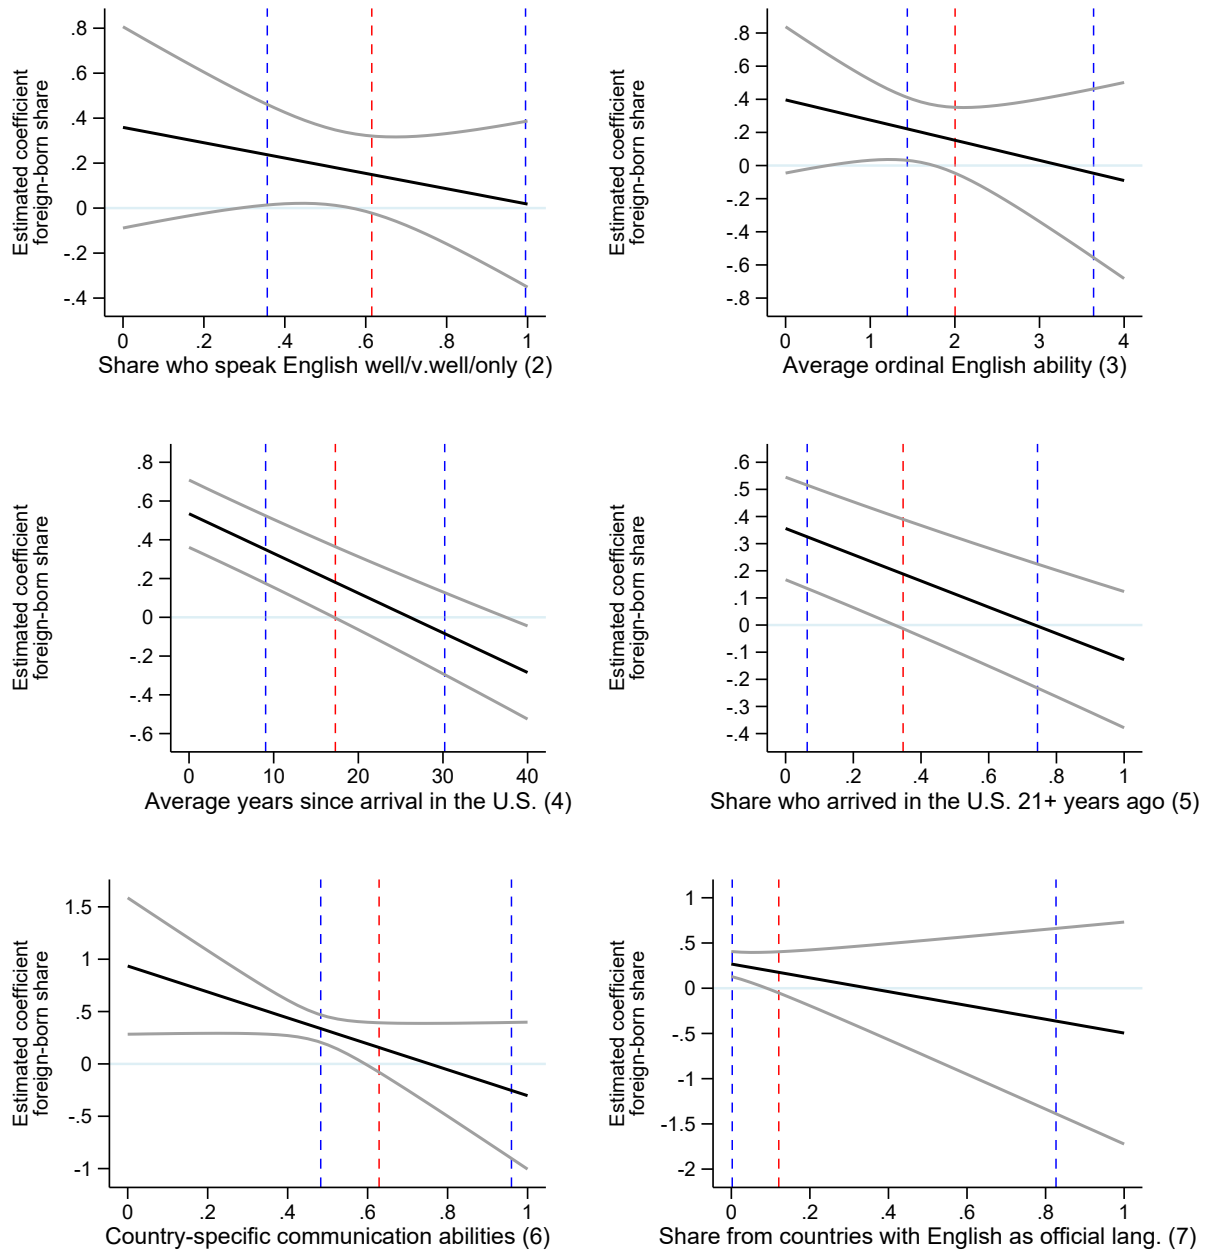 Estimated coefficient
foreign-born share
.8
.6
.4
.2
0
-.2
-.4
0 .2 .4 .6 .8 1
Share who speak English well/v.well/only (2)
Estimated coefficient
foreign-born share
.8
.6
.4
.2
0
-.2
-.4
-.6
-.8
0 1 2 3 4
Average ordinal English ability (3)
Estimated coefficient
foreign-born share
.8
.6
.4
.2
0
-.2
-.4
-.6
0 10 20 30 40
Average years since arrival in the U.S. (4)
Estimated coefficient
foreign-born share
.6
.5
.4
.3
.2
.1
0
-.1
-.2
-.3
-.4
0 .2 .4 .6 .8 1
Share who arrived in the U.S. 21+ years ago (5)
Estimated coefficient
foreign-born share
1.5
1
.5
0
-.5
-1
0 .2 .4 .6 .8 1
Country-specific communication abilities (6)
Estimated coefficient
foreign-born share
1
.5
0
-.5
-1
-1.5
-2
0 .2 .4 .6 .8 1
Share from countries with English as official lang. (7)